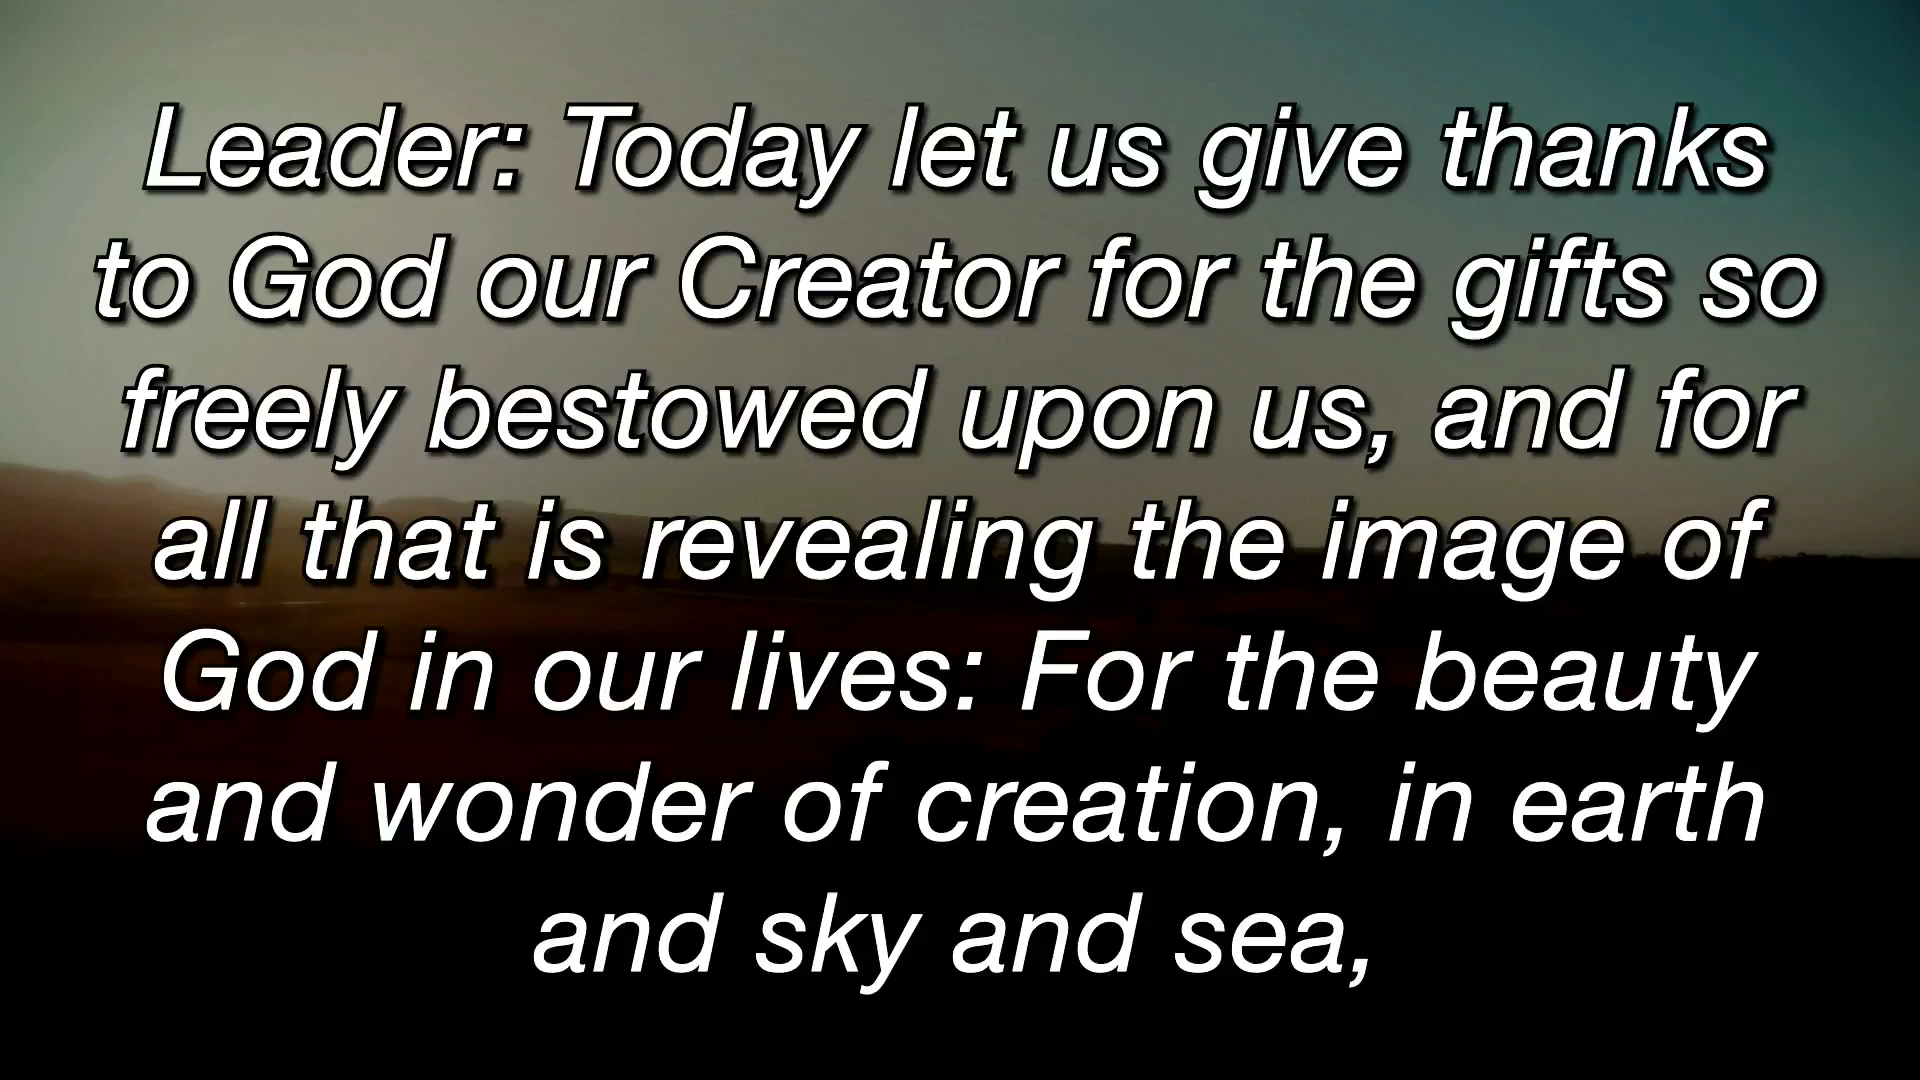 Leader: Today let us give thanks
to God our Creator for the gifts so
freely bestowed upon us, and for
all that is revealing the image of
God in our lives: For the beauty
and wonder of creation, in earth
and sky and sea,